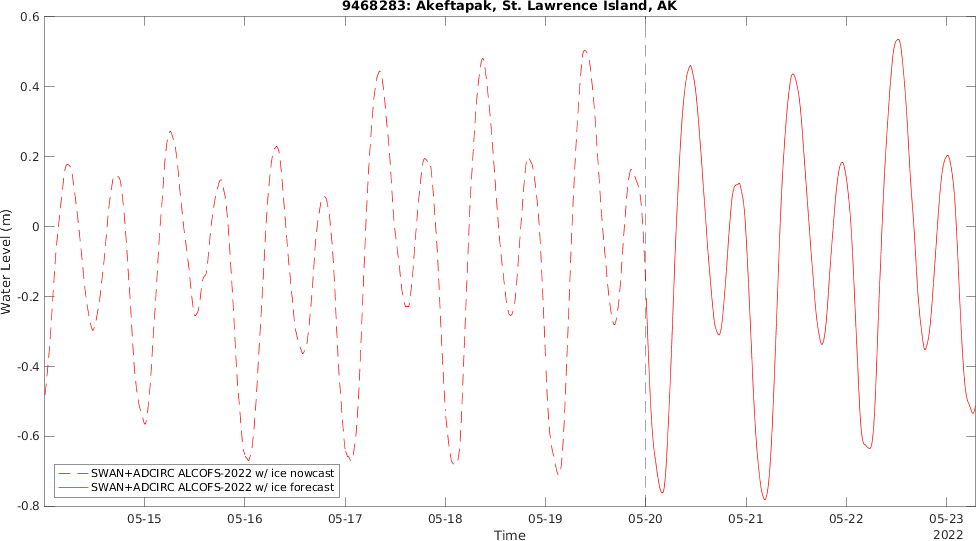 9468283: Akeftapak, St. Lawrence Island, AK
Water Level (m)
0.6
0.4
0.2
0
-0.2
-0.4
-0.6
-0.8
SWAN+ADCIRC ALCOFS-2022 w/ ice nowcast
SWAN+ADCIRC ALCOFS-2022 w/ ice forecast
05-15 05-16 05-17 05-18 05-19 05-20 05-21 05-22 05-23
Time
2022